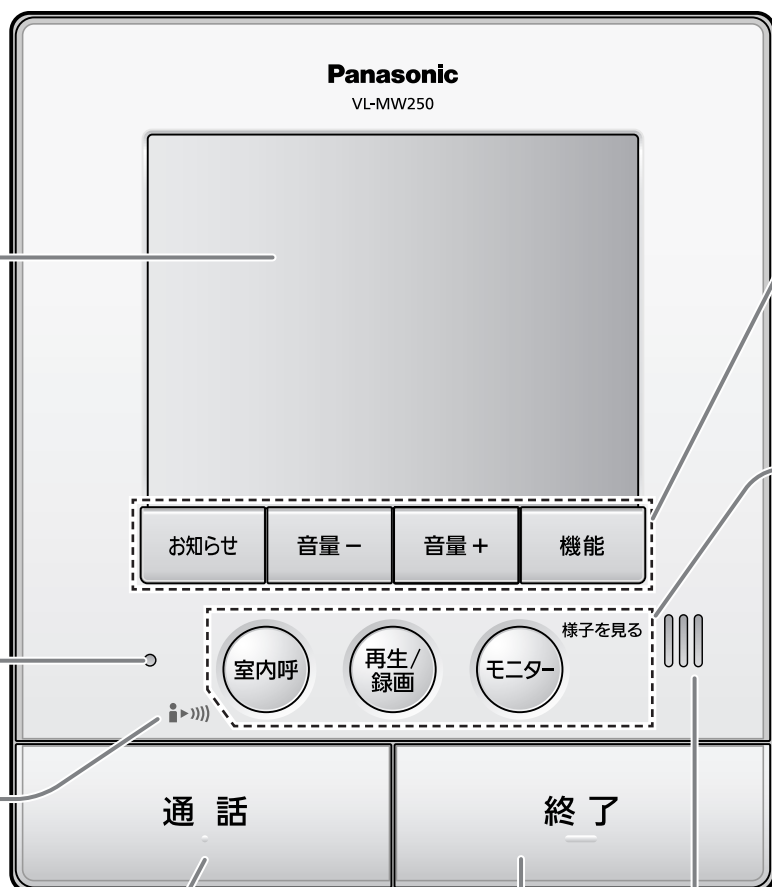 Panasonic
VL-MW250
お知らせ 音量－ 音量＋ 機能
様子を見る
室内呼 再生/録画 モニター
通話 終了